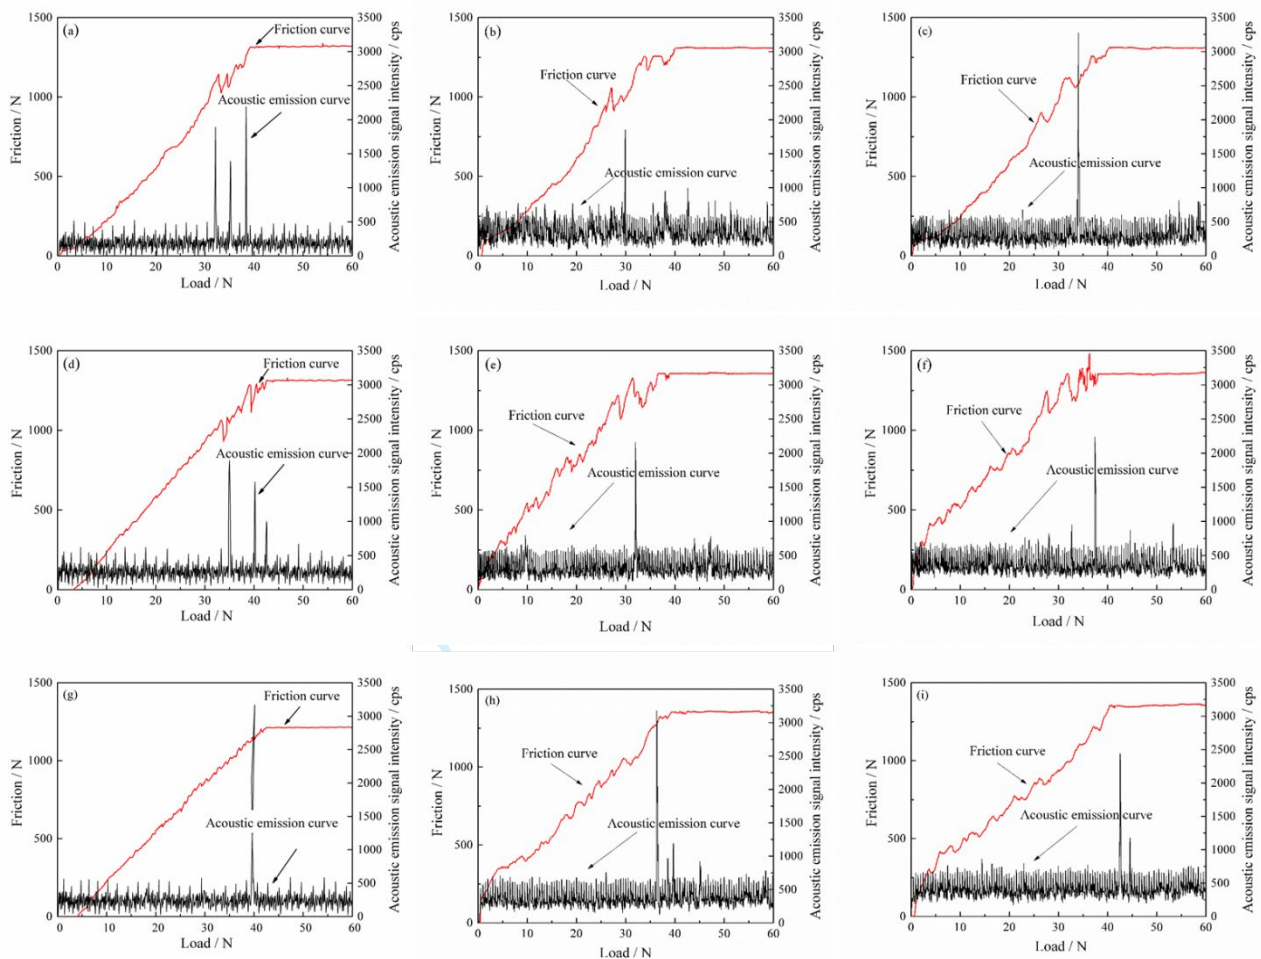 (a)
Friction curve
Acoustic emission curve
Friction / N
Acoustic emission signal intensity / cps
Load / N
0 500 1000 1500
0 500 1000 1500 2000 2500 3000 3500
0 10 20 30 40 50 60
(b)
Friction curve
Acoustic emission curve
Friction / N
Acoustic emission signal intensity / cps
Load / N
0 500 1000 1500
0 500 1000 1500 2000 2500 3000 3500
0 10 20 30 40 50 60
(c)
Friction curve
Acoustic emission curve
Friction / N
Acoustic emission signal intensity / cps
Load / N
0 500 1000 1500
0 500 1000 1500 2000 2500 3000 3500
0 10 20 30 40 50 60
(d)
Friction curve
Acoustic emission curve
Friction / N
Acoustic emission signal intensity / cps
Load / N
0 500 1000 1500
0 500 1000 1500 2000 2500 3000 3500
0 10 20 30 40 50 60
(e)
Friction curve
Acoustic emission curve
Friction / N
Acoustic emission signal intensity / cps
Load / N
0 500 1000 1500
0 500 1000 1500 2000 2500 3000 3500
0 10 20 30 40 50 60
(f)
Friction curve
Acoustic emission curve
Friction / N
Acoustic emission signal intensity / cps
Load / N
0 500 1000 1500
0 500 1000 1500 2000 2500 3000 3500
0 10 20 30 40 50 60
(g)
Friction curve
Acoustic emission curve
Friction / N
Acoustic emission signal intensity / cps
Load / N
0 500 1000 1500
0 500 1000 1500 2000 2500 3000 3500
0 10 20 30 40 50 60
(h)
Friction curve
Acoustic emission curve
Friction / N
Acoustic emission signal intensity / cps
Load / N
0 500 1000 1500
0 500 1000 1500 2000 2500 3000 3500
0 10 20 30 40 50 60
(i)
Friction curve
Acoustic emission curve
Friction / N
Acoustic emission signal intensity / cps
Load / N
0 500 1000 1500
0 500 1000 1500 2000 2500 3000 3500
0 10 20 30 40 50 60